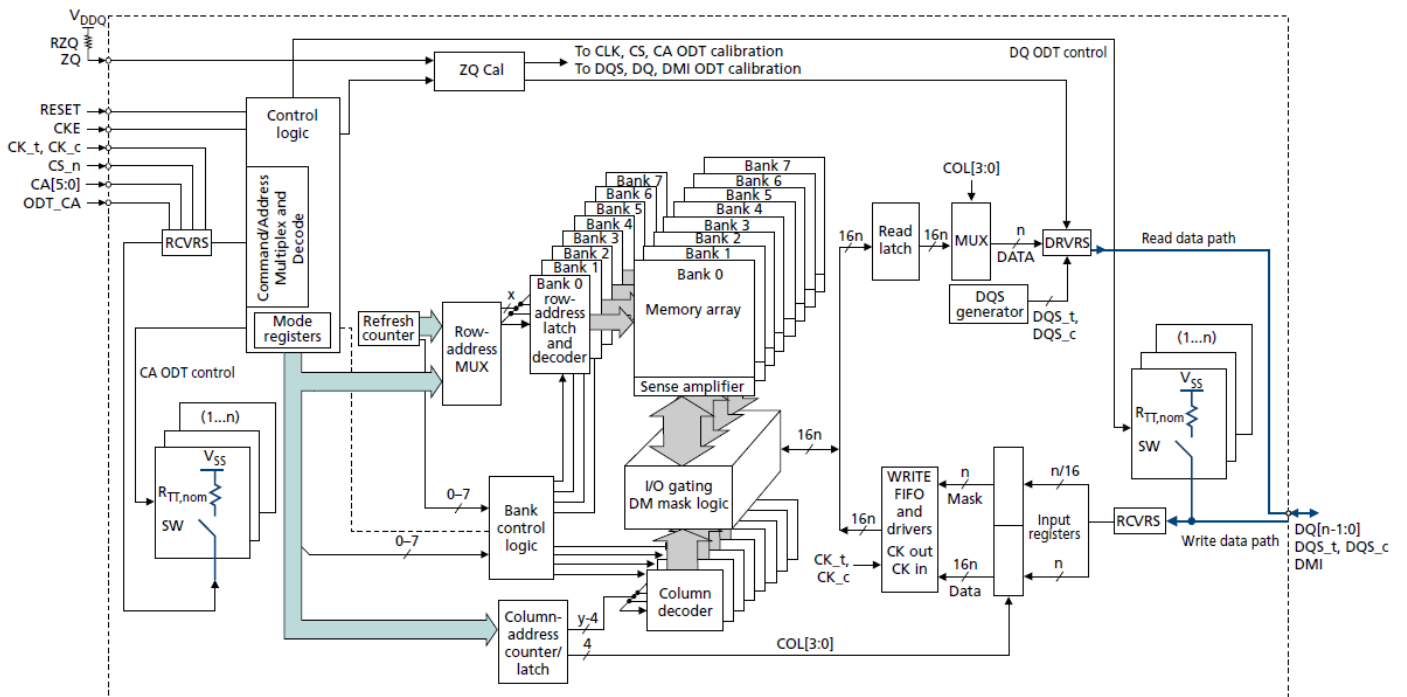 V_DDQ
RZQ
ZQ
ZQ Cal
To CLK, CS, CA ODT calibration
To DQS, DQ, DMI ODT calibration
DQ ODT control
RESET
CKE
CK_t, CK_c
CS_n
CA[5:0]
ODT_CA
RCVRS
Control
logic
Command/Address
Multiplex and
Decode
Mode
registers
CA ODT control
(1...n)
V_SS
R_TT,nom
SW
Refresh
counter
Row-
address
MUX
x
Bank 7
Bank 6
Bank 5
Bank 4
Bank 3
Bank 2
Bank 1
Bank 0
row-
address
latch
and
decoder
Bank 7
Bank 6
Bank 5
Bank 4
Bank 3
Bank 2
Bank 1
Bank 0
Memory array
Sense amplifier
0–7
0–7
Bank
control
logic
I/O gating
DM mask logic
Column
decoder
Column-
address
counter/
latch
y-4
4
COL[3:0]
16n
16n
Read
latch
16n
COL[3:0]
MUX
n
DATA
DRVRS
DQS
generator
DQS_t,
DQS_c
Read data path
(1...n)
V_SS
R_TT,nom
SW
16n
CK_t,
CK_c
WRITE
FIFO
and
drivers
CK out
CK in
n
Mask
16n
Data
n/16
Input
registers
n
RCVRS
Write data path
DQ[n-1:0]
DQS_t, DQS_c
DMI